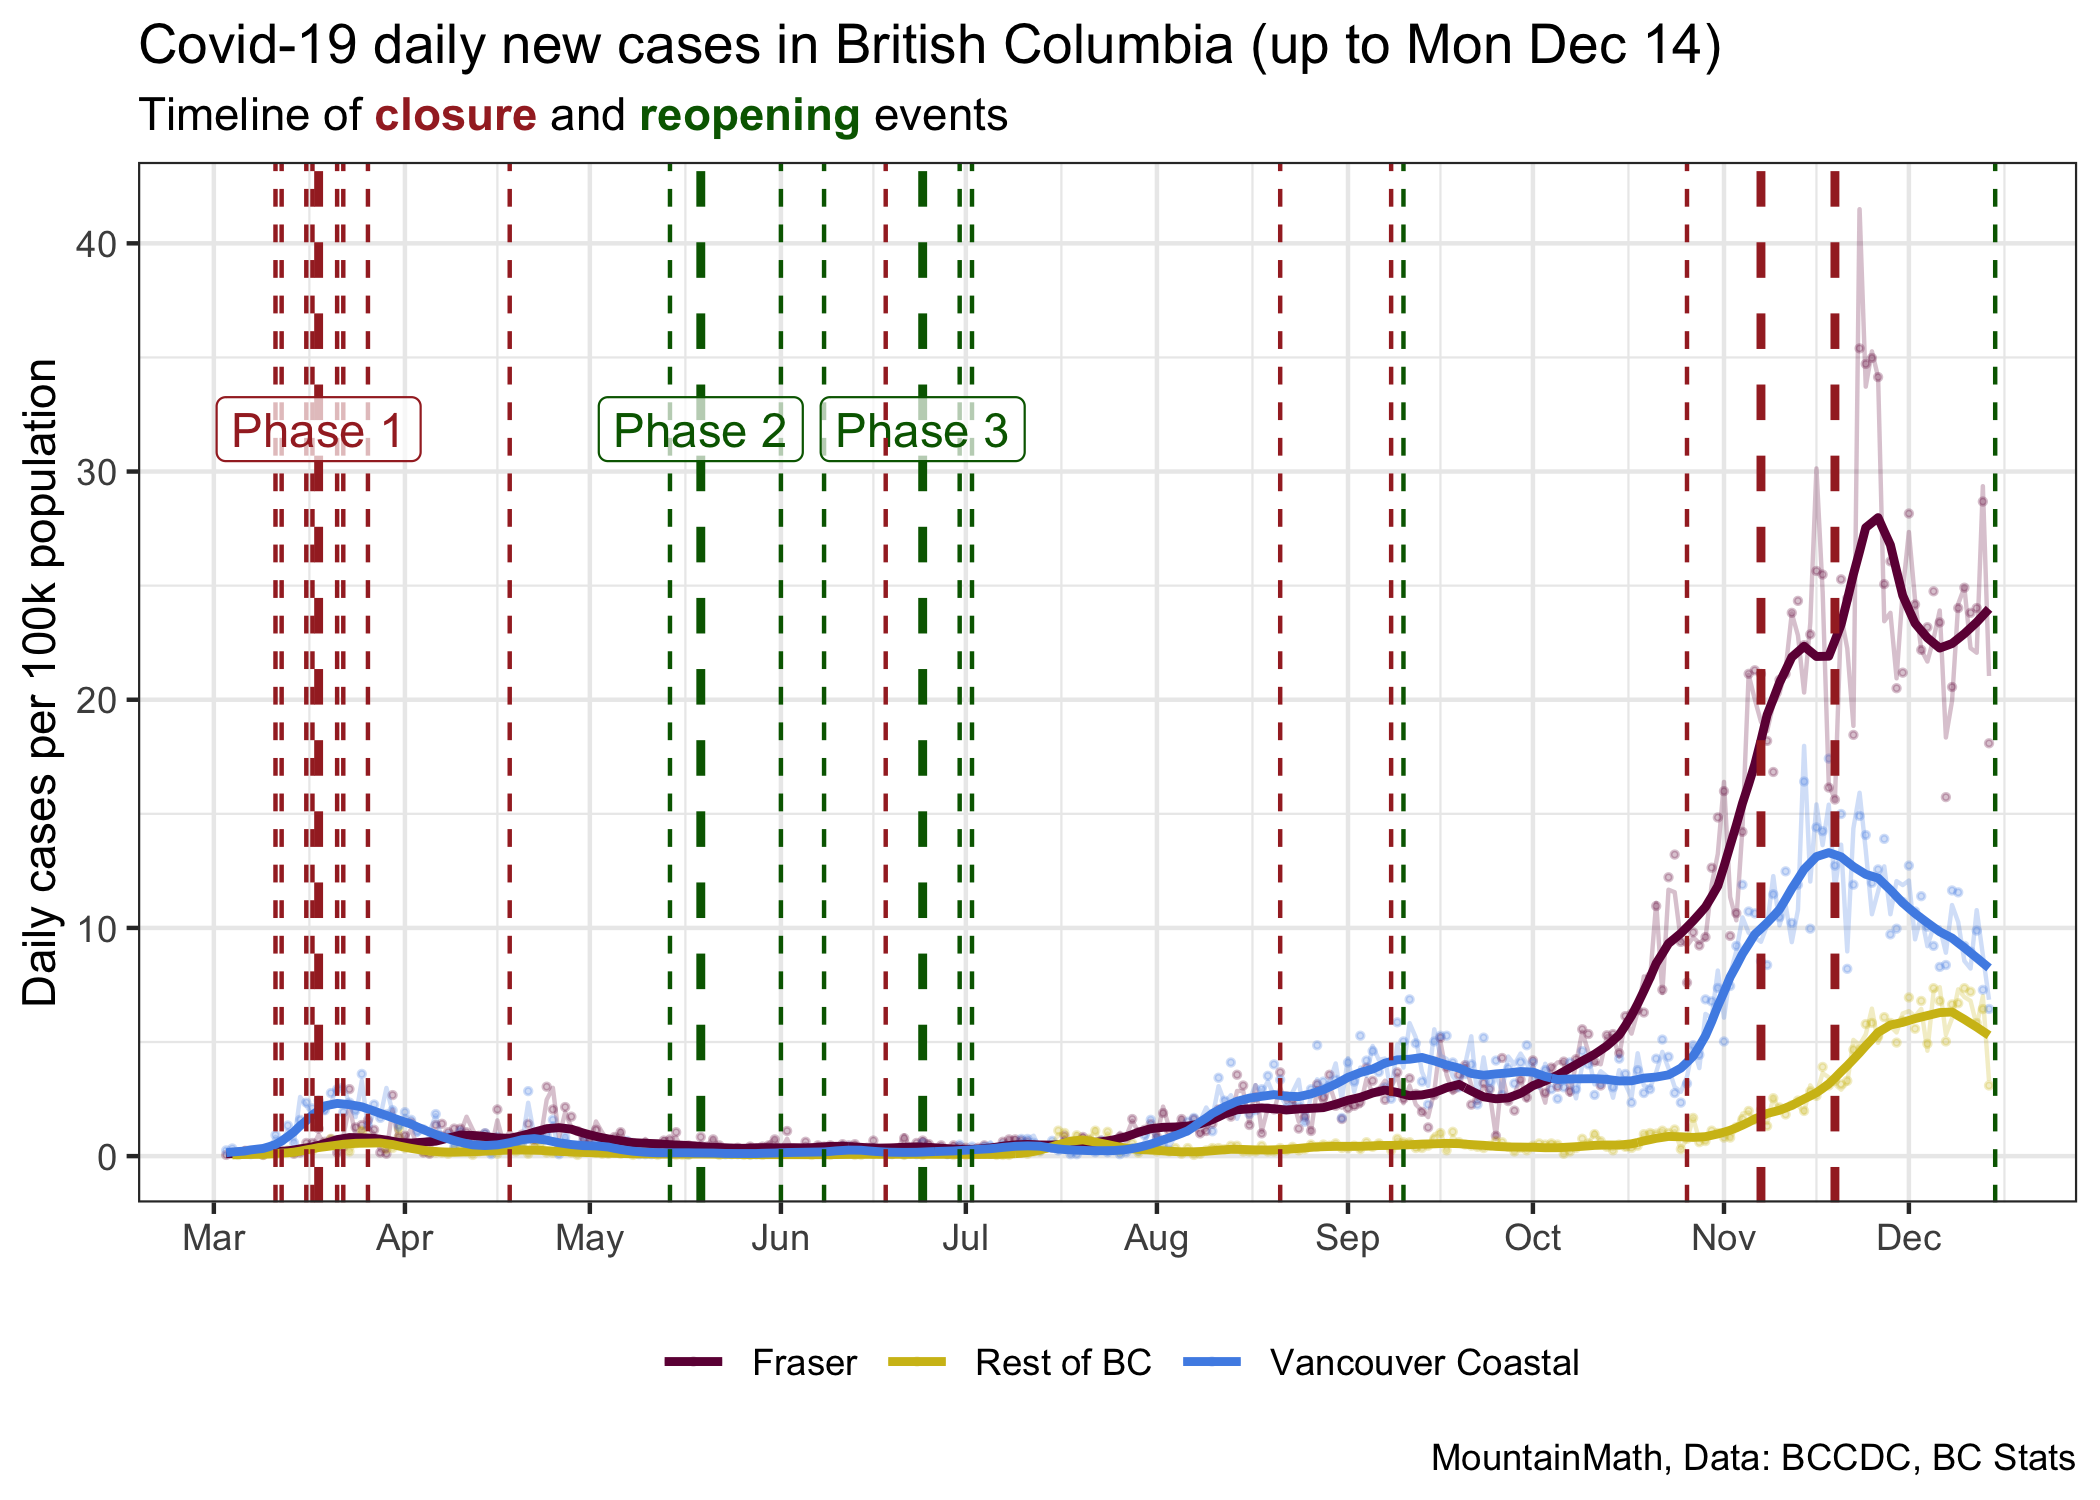 Covid-19 daily new cases in British Columbia (up to Mon Dec 14)
Timeline of closure and reopening events
Daily cases per 100k population
40
30
20
10
0
Phase 1
Phase 2
Phase 3
Mar
Apr
May
Jun
Jul
Aug
Sep
Oct
Nov
Dec
Fraser
Rest of BC
Vancouver Coastal
MountainMath, Data: BCCDC, BC Stats